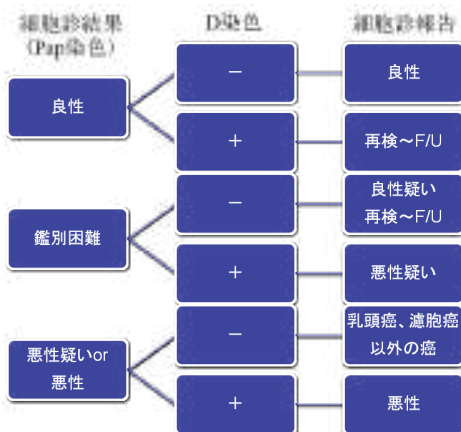 細胞診結果
(Pap染色)
D染色
細胞診報告
良性
－
良性
＋
再検～F/U
鑑別困難
－
良性疑い
再検～F/U
＋
悪性疑い
悪性疑いor
悪性
－
乳頭癌、濾胞癌
以外の癌
＋
悪性